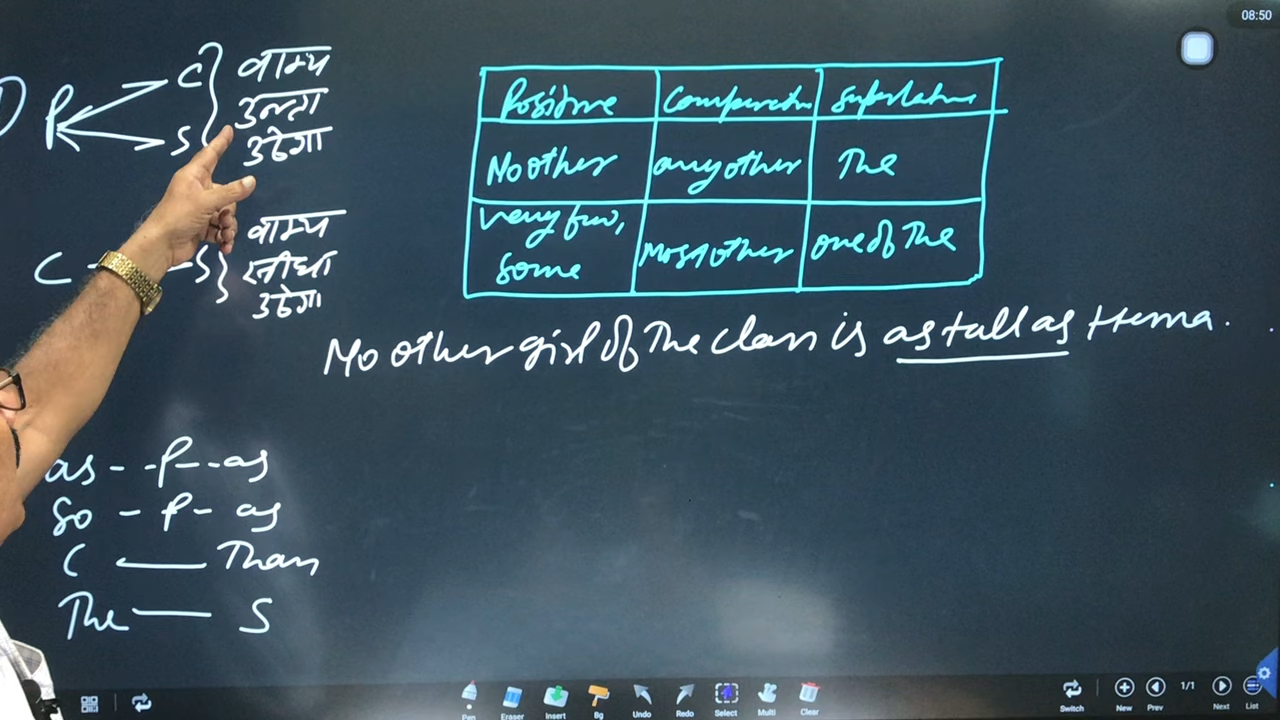 08:50
P C वाक्य
उल्टा
S उठेगा
वाक्य
C S सीधा
उठेगा
Positive Comparative Superlative
No other any other The
Very few, some Most other one of the
No other girl of the class is as tall as Hema.
as - - P - - as
So - P - as
C Than
The S
Pen Eraser Insert Bg Undo Redo Select Multi Clear Switch New Prev 1/1 Next List